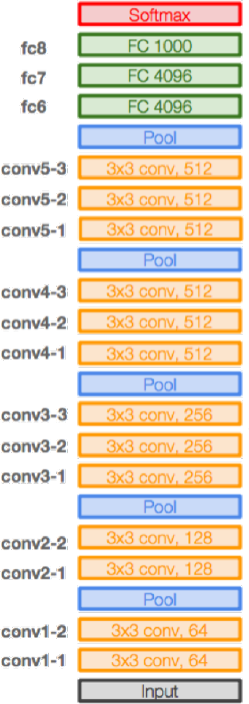 Softmax
fc8 FC 1000
fc7 FC 4096
fc6 FC 4096
Pool
conv5-3 3x3 conv, 512
conv5-2 3x3 conv, 512
conv5-1 3x3 conv, 512
Pool
conv4-3 3x3 conv, 512
conv4-2 3x3 conv, 512
conv4-1 3x3 conv, 512
Pool
conv3-3 3x3 conv, 256
conv3-2 3x3 conv, 256
conv3-1 3x3 conv, 256
Pool
conv2-2 3x3 conv, 128
conv2-1 3x3 conv, 128
Pool
conv1-2 3x3 conv, 64
conv1-1 3x3 conv, 64
Input